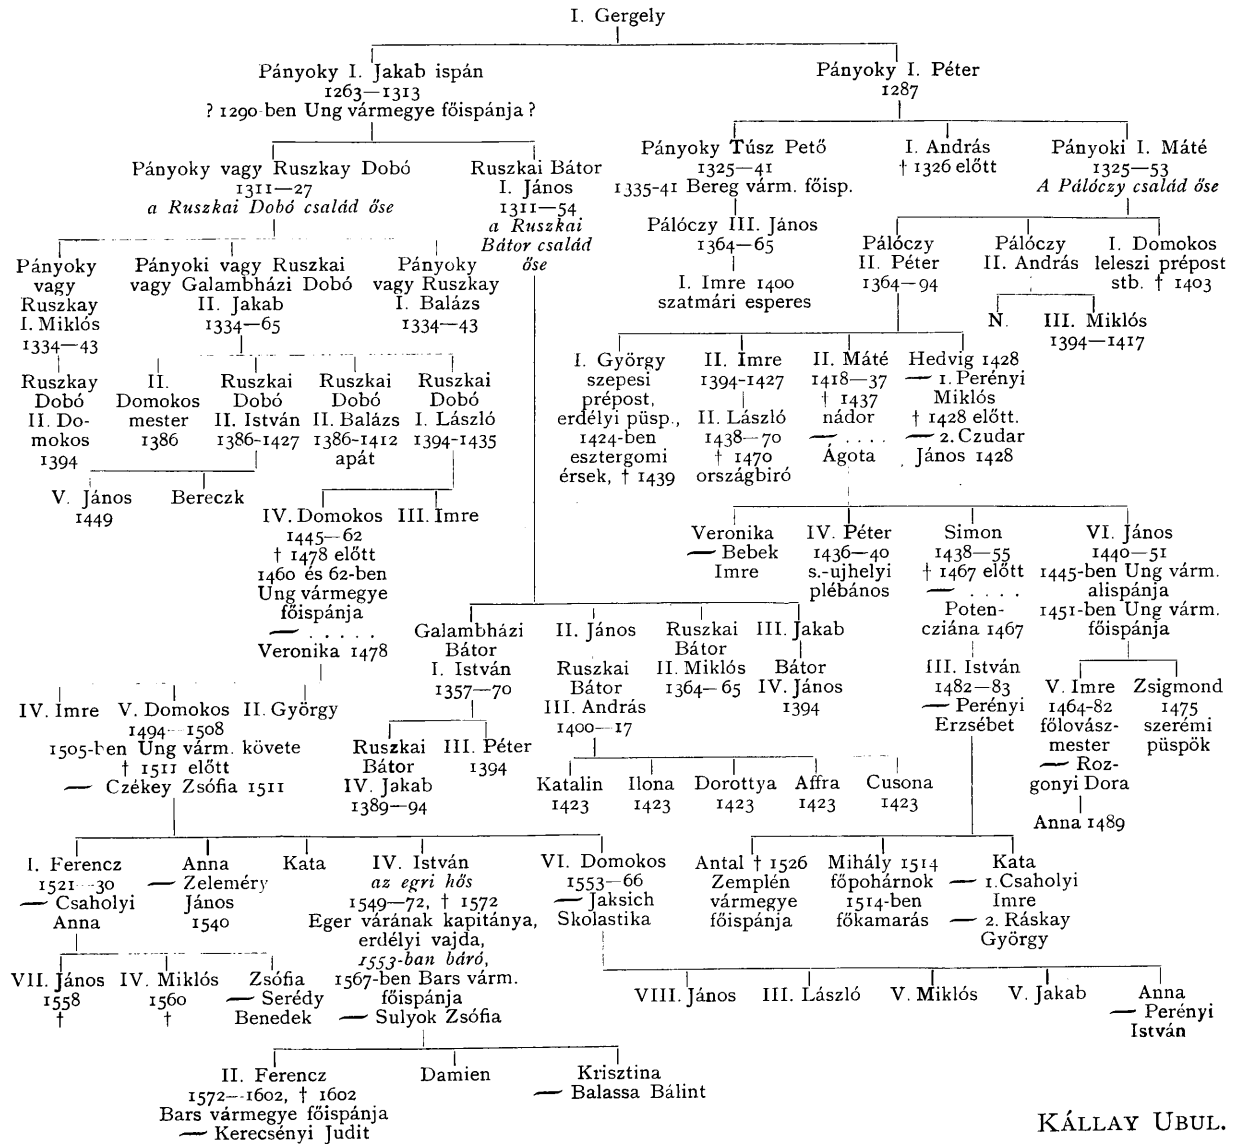 I. Gergely
Pányoky I. Jakab ispán
1263—1313
? 1290-ben Ung vármegye főispánja ?
Pányoky I. Péter
1287
Pányoky vagy Ruszkay Dobó
1311—27
a Ruszkai Dobó család őse
Ruszkai Bátor
I. János
1311—54
a Ruszkai
Bátor család
őse
Pányoky Túsz Pető
1325—41
1335-41 Bereg várm. főisp.
I. András
† 1326 előtt
Pányoki I. Máté
1325—53
A Pálóczy család őse
Pálóczy III. János
1364—65
I. Imre 1400
szatmári esperes
Pálóczy
II. Péter
1364—94
Pálóczy
II. András
I. Domokos
leleszi prépost
stb. † 1403
N.
III. Miklós
1394—1417
Pányoky
vagy
Ruszkay
I. Miklós
1334—43
Pányoki vagy Ruszkai
vagy Galambházi Dobó
II. Jakab
1334—65
Pányoky
vagy Ruszkay
I. Balázs
1334—43
Ruszkay
Dobó
II. Do-
mokos
1394
II.
Domokos
mester
1386
Ruszkai
Dobó
II. István
1386-1427
Ruszkai
Dobó
II. Balázs
1386-1412
apát
Ruszkai
Dobó
I. László
1394-1435
I. György
szepesi
prépost,
erdélyi püsp.,
1424-ben
esztergomi
érsek, † 1439
II. Imre
1394-1427
II. László
1438—70
† 1470
országbiró
II. Máté
1418—37
† 1437
nádor
— . . . .
Ágota
Hedvig 1428
— 1. Perényi
Miklós
† 1428 előtt.
— 2. Czudar
János 1428
V. János
1449
Bereczk
IV. Domokos
1445—62
† 1478 előtt
1460 és 62-ben
Ung vármegye
főispánja
— . . . . .
Veronika 1478
III. Imre
Veronika
— Bebek
Imre
IV. Péter
1436—40
s.-ujhelyi
plébános
Simon
1438—55
† 1467 előtt
— . . . .
Poten-
cziána 1467
VI. János
1440—51
1445-ben Ung várm.
alispánja
1451-ben Ung várm.
főispánja
Galambházi
Bátor
I. István
1357—70
II. János
Ruszkai
Bátor
III. András
1400—17
Ruszkai
Bátor
II. Miklós
1364—65
III. Jakab
Bátor
IV. János
1394
III. István
1482—83
— Perényi
Erzsébet
V. Imre
1464-82
főlovász-
mester
— Roz-
gonyi Dora
Anna 1489
Zsigmond
1475
szerémi
püspök
IV. Imre
V. Domokos
1494—1508
1505-ben Ung várm. követe
† 1511 előtt
— Czékey Zsófia 1511
II. György
Ruszkai
Bátor
IV. Jakab
1389—94
III. Péter
1394
Katalin
1423
Ilona
1423
Dorottya
1423
Affra
1423
Cusona
1423
I. Ferencz
1521—30
— Csaholyi
Anna
Anna
— Zelemér
János
1540
Kata
IV. István
az egri hős
1549—72, † 1572
Eger várának kapitánya,
erdélyi vajda,
1553-ban báró,
1567-ben Bars várm.
főispánja
— Sulyok Zsófia
VI. Domokos
1553—66
— Jaksich
Skolastika
Antal † 1526
Zemplén
vármegye
főispánja
Mihály 1514
főpohárnok
1514-ben
főkamarás
Kata
— 1. Csaholyi
Imre
— 2. Ráskay
György
VII. János
1558
†
IV. Miklós
1560
†
Zsófia
— Serédy
Benedek
VIII. János
III. László
V. Miklós
V. Jakab
Anna
— Perényi
István
II. Ferencz
1572—1602, † 1602
Bars vármegye főispánja
— Kerecsényi Judit
Damien
Krisztina
— Balassa Bálint
KÁLLAY UBUL.